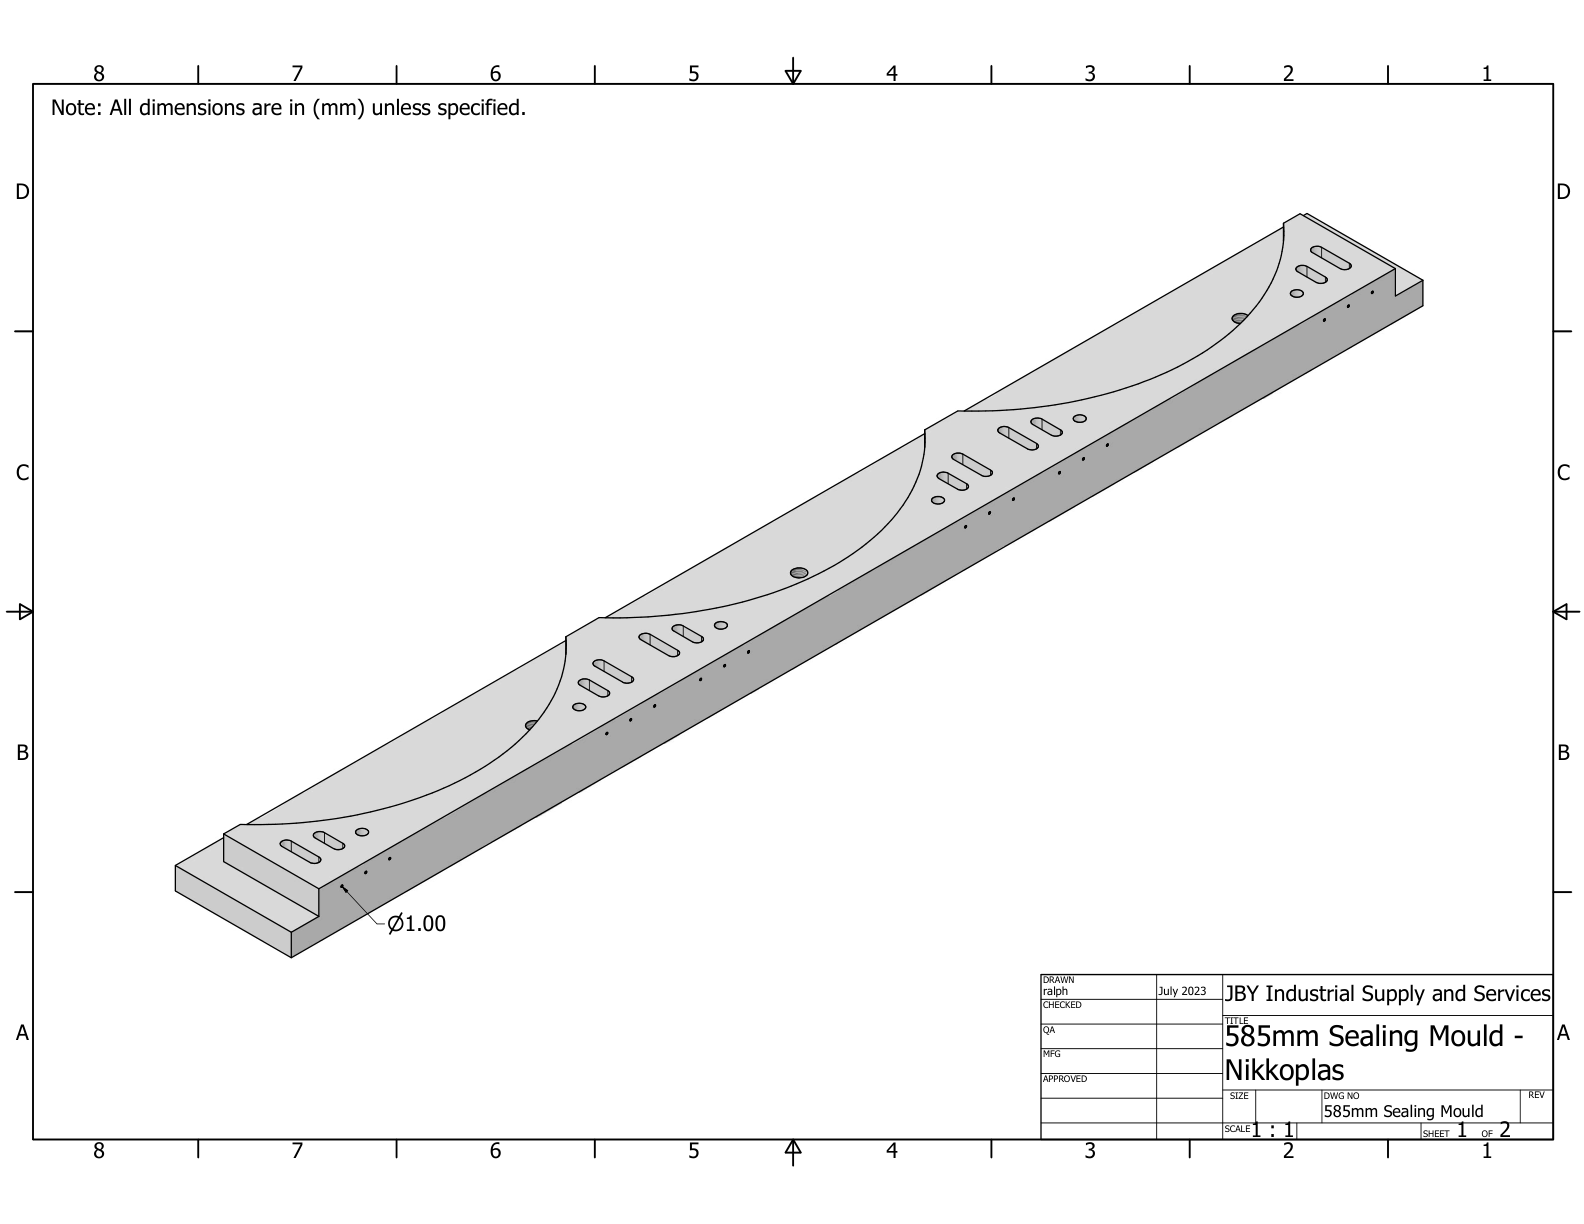 8 7 6 5 4 3 2 1
Note: All dimensions are in (mm) unless specified.
D D
C C
B B
Ø1.00
A A
DRAWN
ralph
July 2023
JBY Industrial Supply and Services
CHECKED
TITLE
585mm Sealing Mould -
Nikkoplas
QA
MFG
APPROVED
SIZE
DWG NO
585mm Sealing Mould
REV
SCALE 1 : 1
SHEET 1 OF 2
8 7 6 5 4 3 2 1